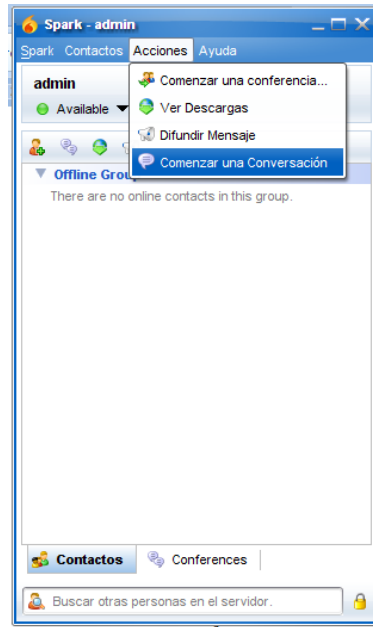 Spark - admin
Spark Contactos Acciones Ayuda
admin
Available
Comenzar una conferencia...
Ver Descargas
Difundir Mensaje
Comenzar una Conversación
Offline Grou
There are no online contacts in this group.
Contactos Conferences
Buscar otras personas en el servidor.